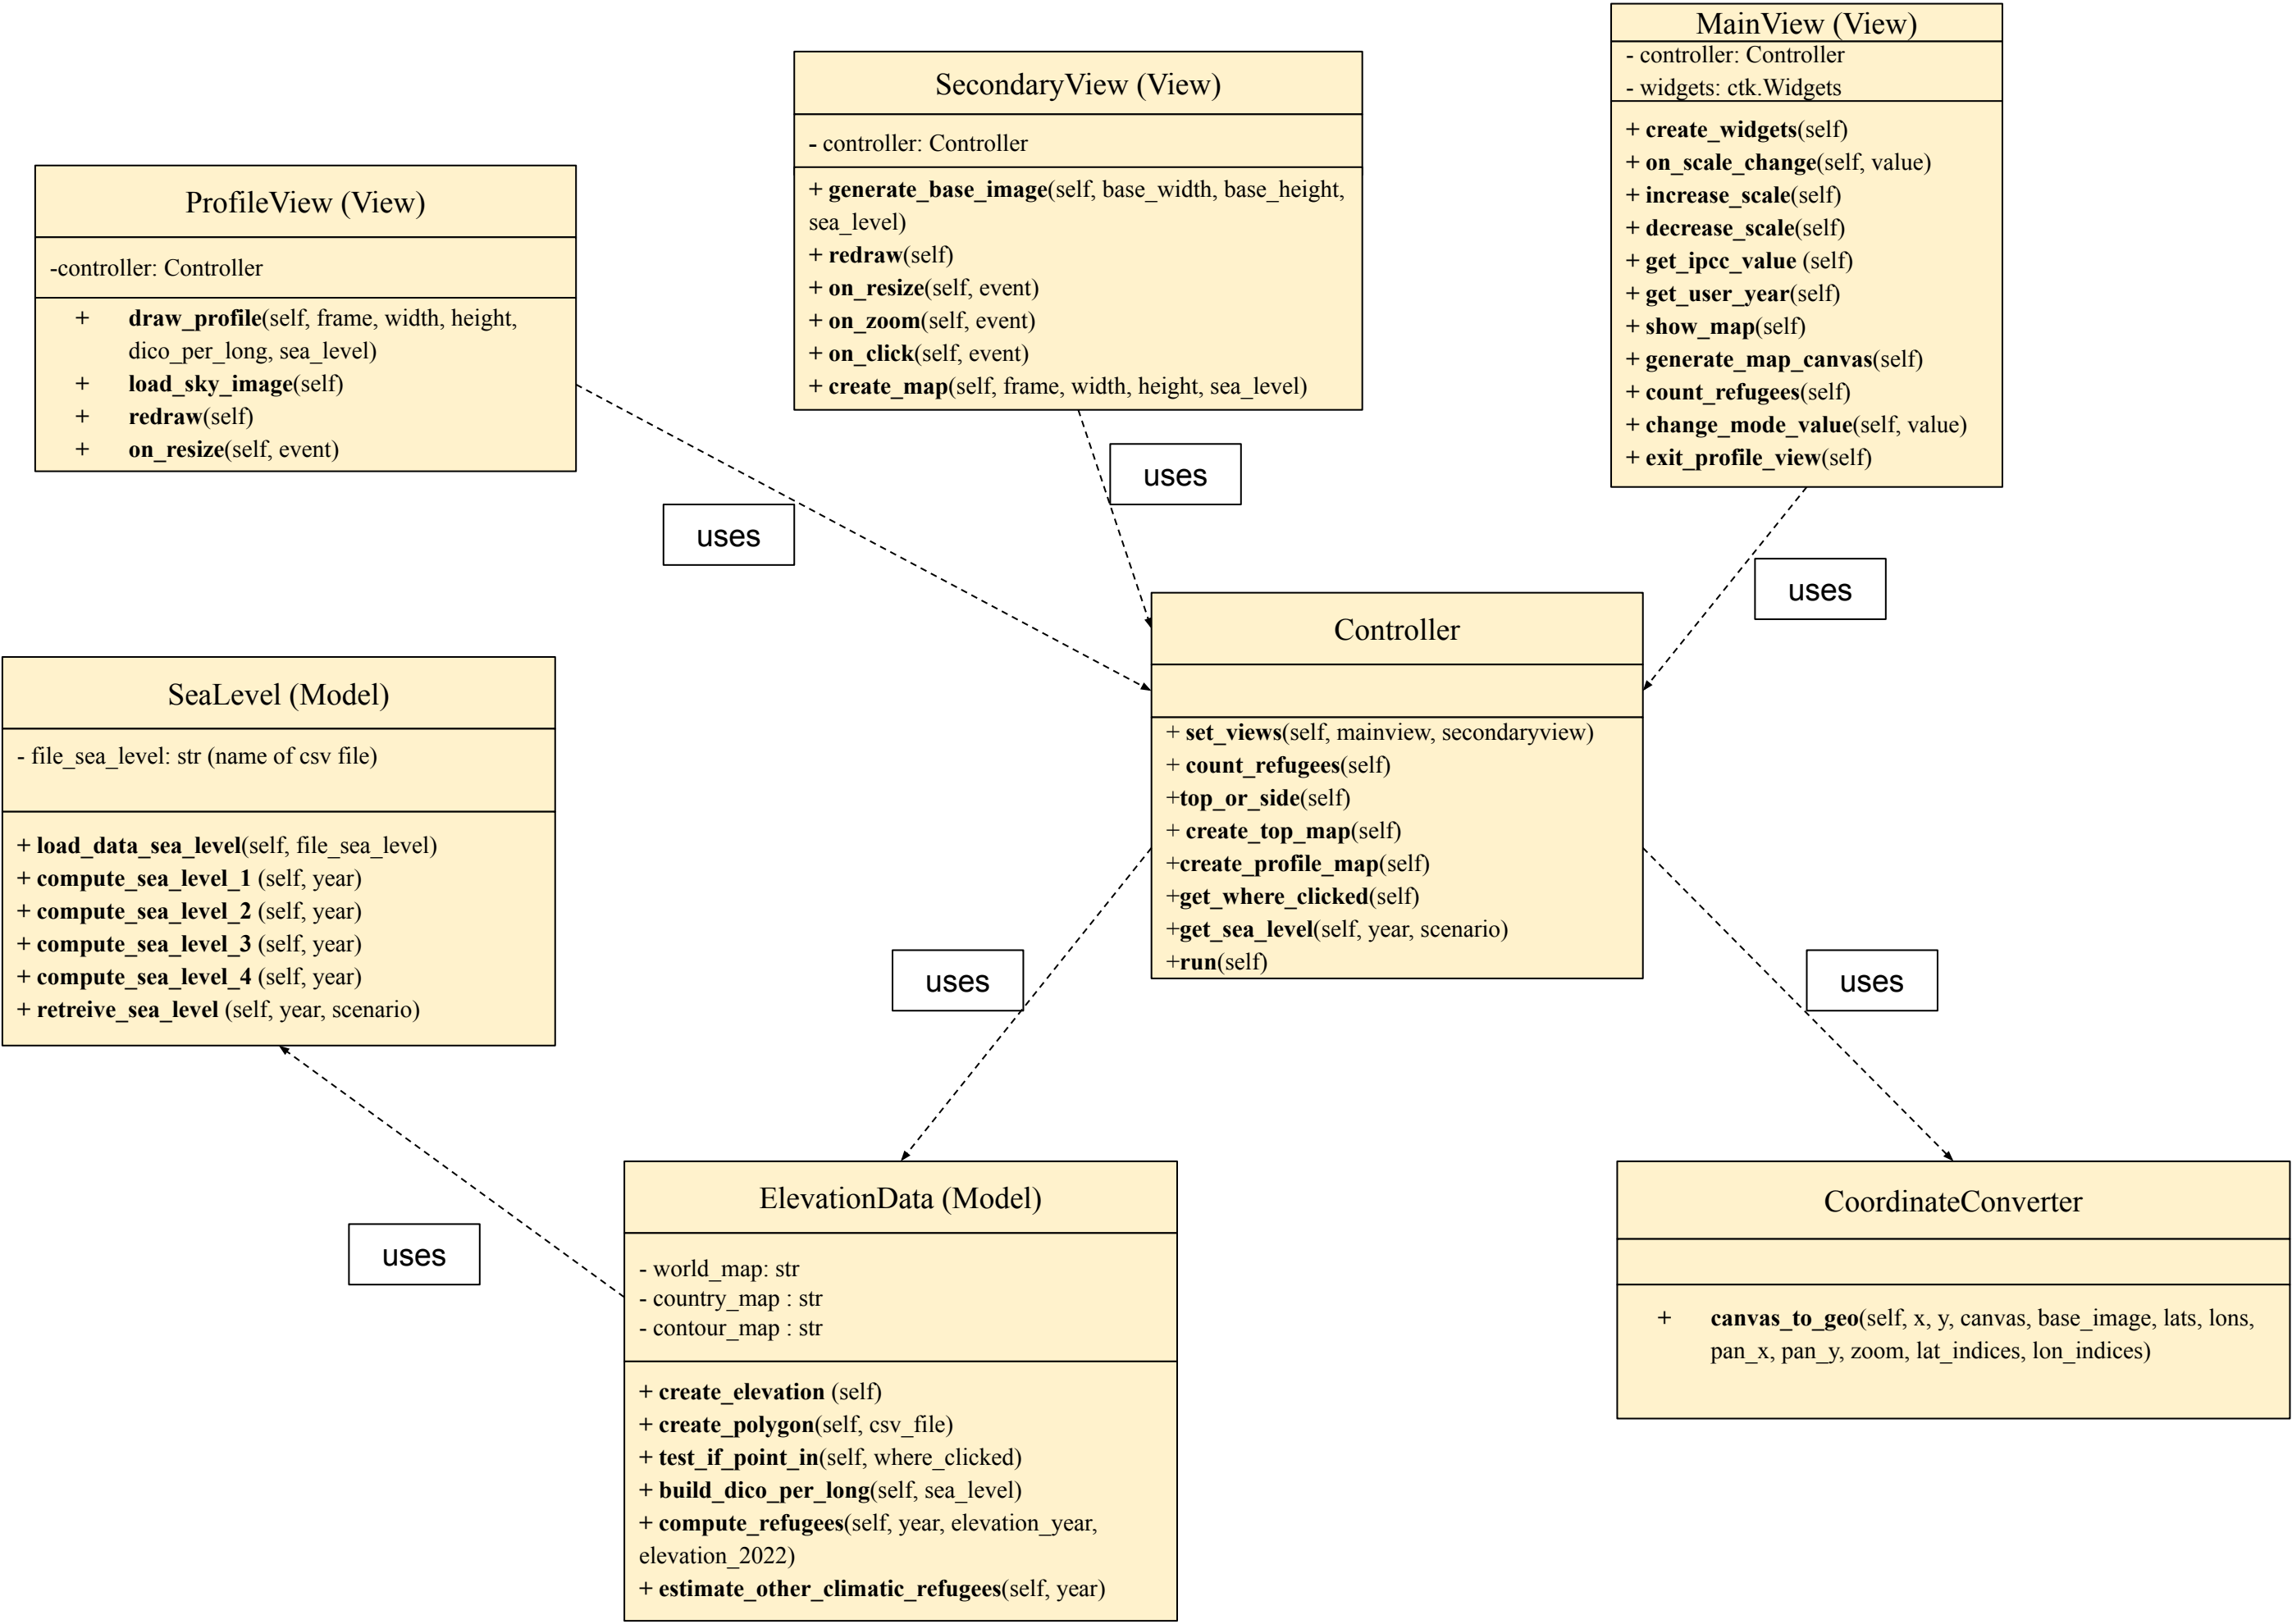 MainView (View)
- controller: Controller
- widgets: ctk.Widgets
+ create_widgets(self)
+ on_scale_change(self, value)
+ increase_scale(self)
+ decrease_scale(self)
+ get_ipcc_value (self)
+ get_user_year(self)
+ show_map(self)
+ generate_map_canvas(self)
+ count_refugees(self)
+ change_mode_value(self, value)
+ exit_profile_view(self)
SecondaryView (View)
- controller: Controller
+ generate_base_image(self, base_width, base_height,
sea_level)
+ redraw(self)
+ on_resize(self, event)
+ on_zoom(self, event)
+ on_click(self, event)
+ create_map(self, frame, width, height, sea_level)
ProfileView (View)
-controller: Controller
+ draw_profile(self, frame, width, height,
dico_per_long, sea_level)
+ load_sky_image(self)
+ redraw(self)
+ on_resize(self, event)
uses
uses
uses
Controller
+ set_views(self, mainview, secondaryview)
+ count_refugees(self)
+top_or_side(self)
+ create_top_map(self)
+create_profile_map(self)
+get_where_clicked(self)
+get_sea_level(self, year, scenario)
+run(self)
SeaLevel (Model)
- file_sea_level: str (name of csv file)
+ load_data_sea_level(self, file_sea_level)
+ compute_sea_level_1 (self, year)
+ compute_sea_level_2 (self, year)
+ compute_sea_level_3 (self, year)
+ compute_sea_level_4 (self, year)
+ retreive_sea_level (self, year, scenario)
uses
uses
uses
ElevationData (Model)
- world_map: str
- country_map : str
- contour_map : str
+ create_elevation (self)
+ create_polygon(self, csv_file)
+ test_if_point_in(self, where_clicked)
+ build_dico_per_long(self, sea_level)
+ compute_refugees(self, year, elevation_year,
elevation_2022)
+ estimate_other_climatic_refugees(self, year)
CoordinateConverter
+ canvas_to_geo(self, x, y, canvas, base_image, lats, lons,
pan_x, pan_y, zoom, lat_indices, lon_indices)